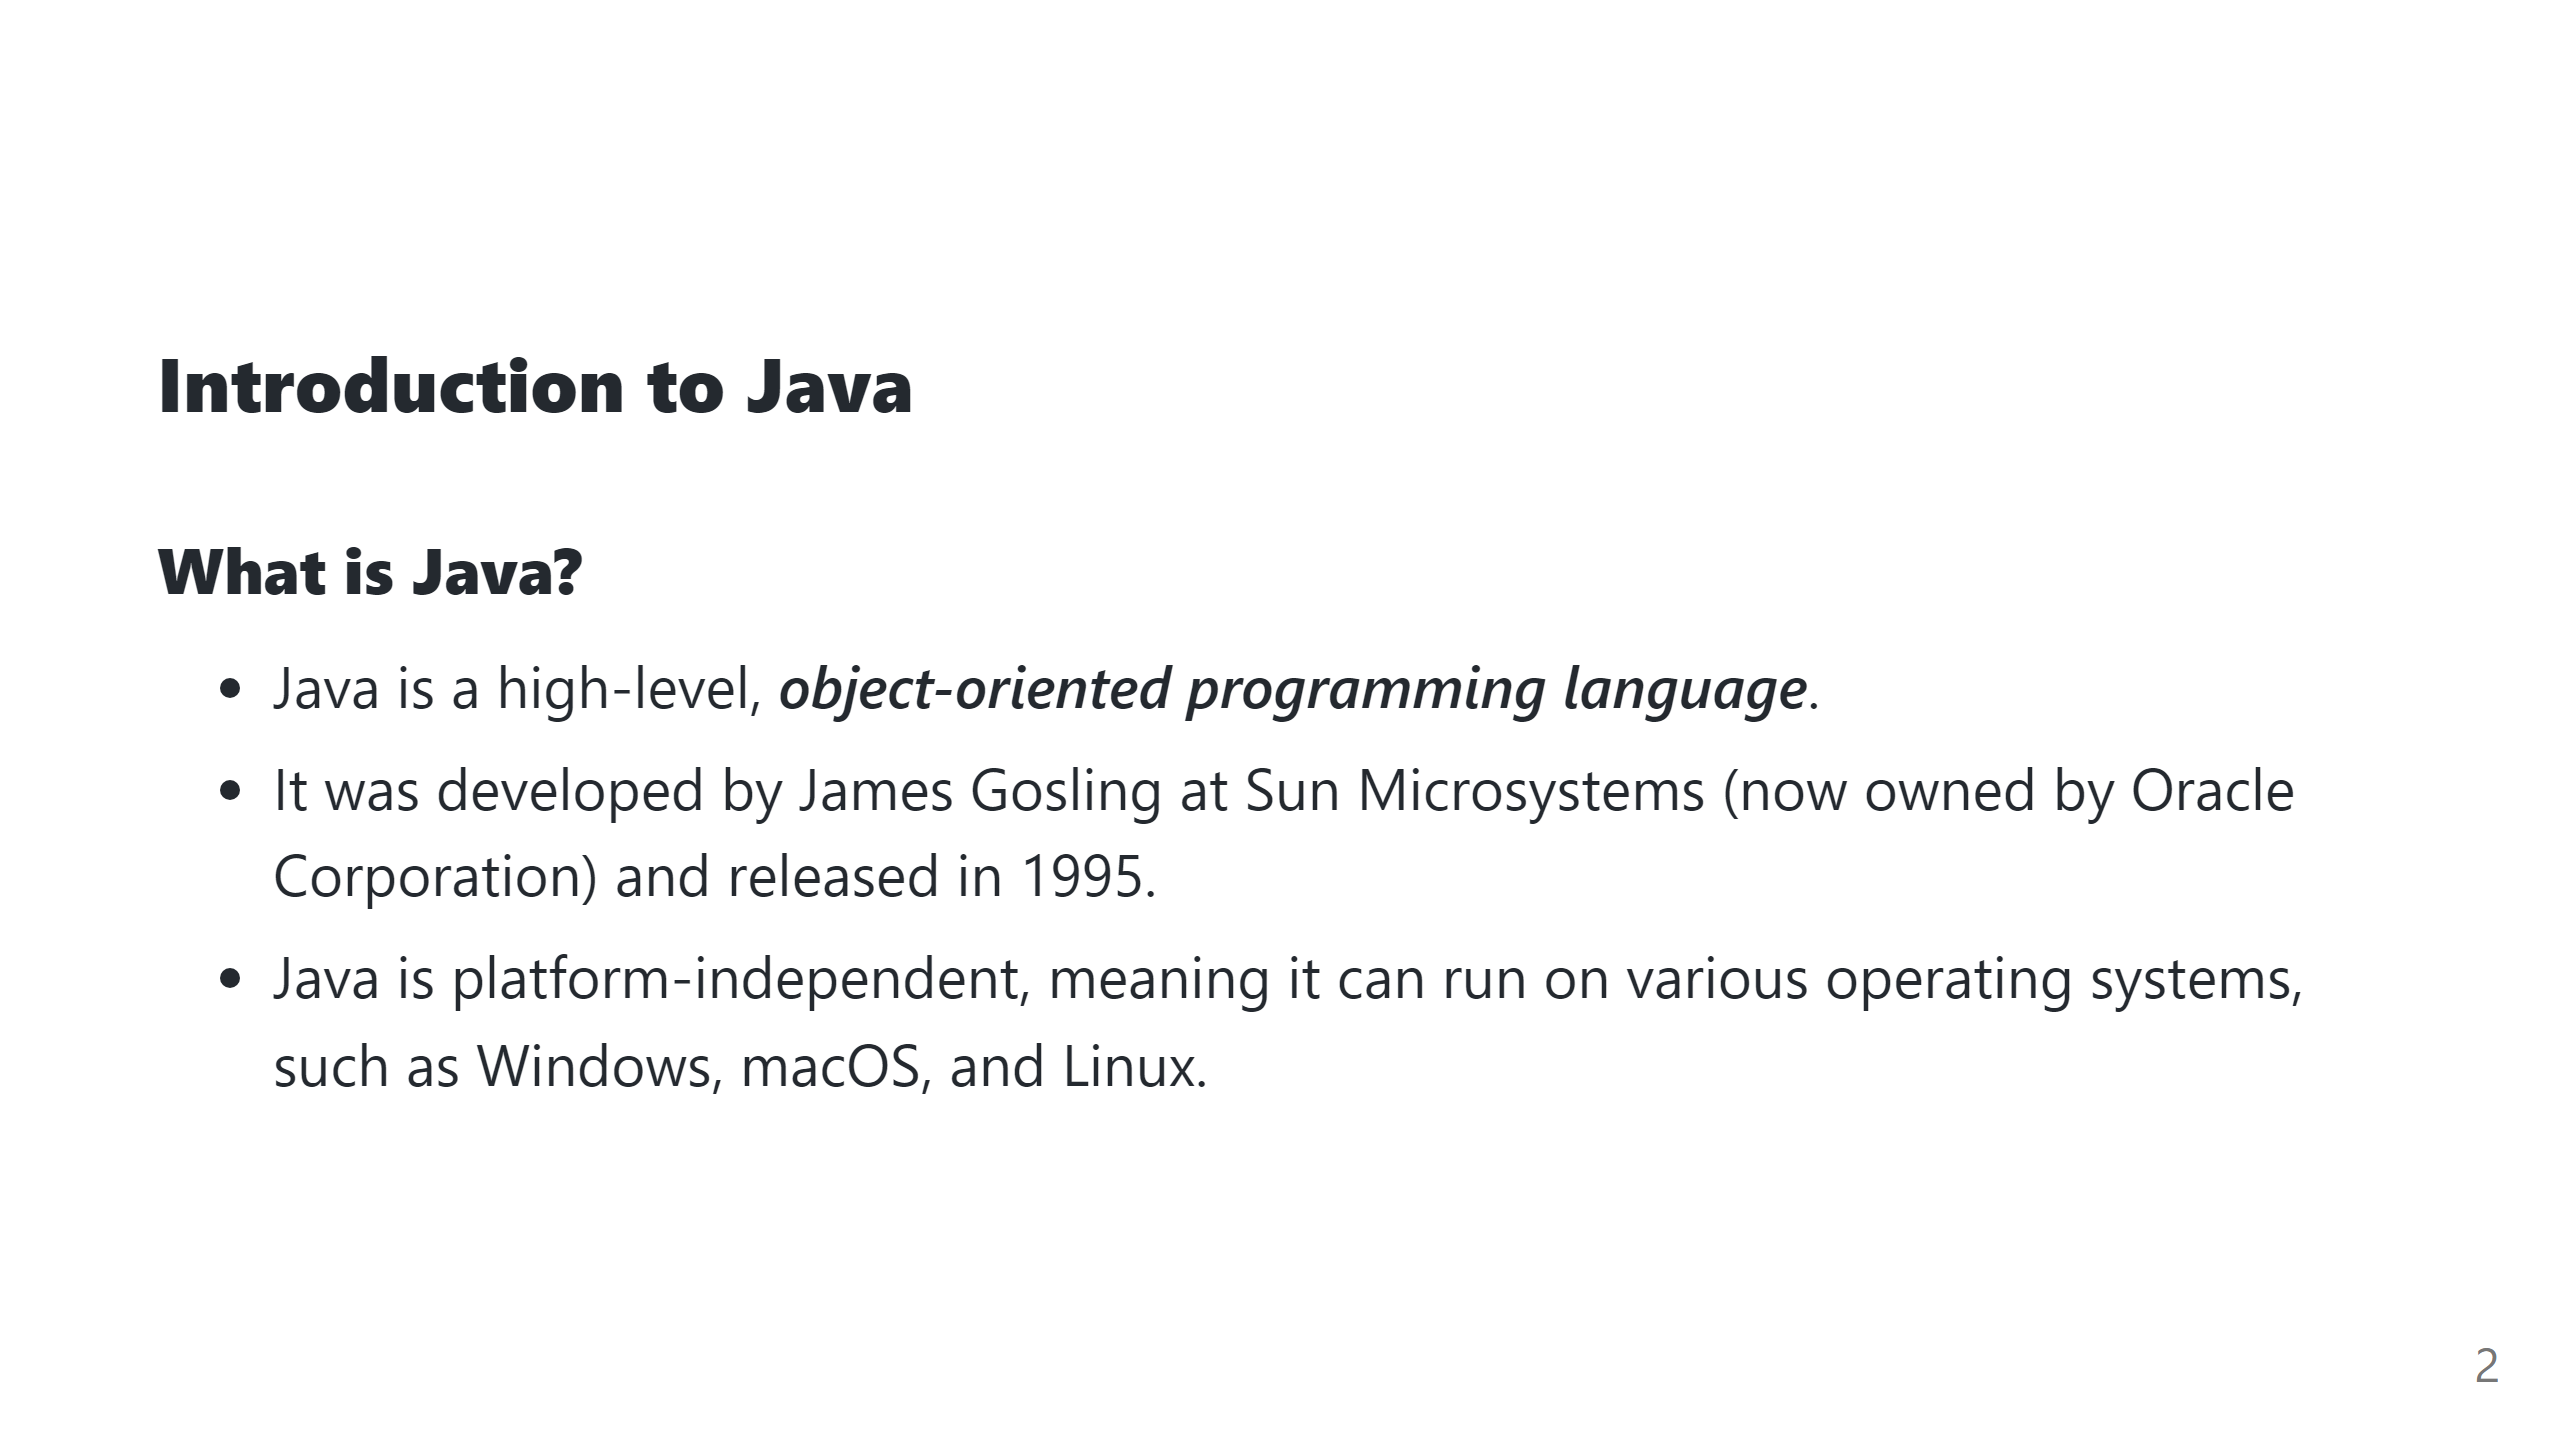 Introduction to Java
What is Java?
• Java is a high-level, object-oriented programming language.
• It was developed by James Gosling at Sun Microsystems (now owned by Oracle
Corporation) and released in 1995.
• Java is platform-independent, meaning it can run on various operating systems,
such as Windows, macOS, and Linux.
2